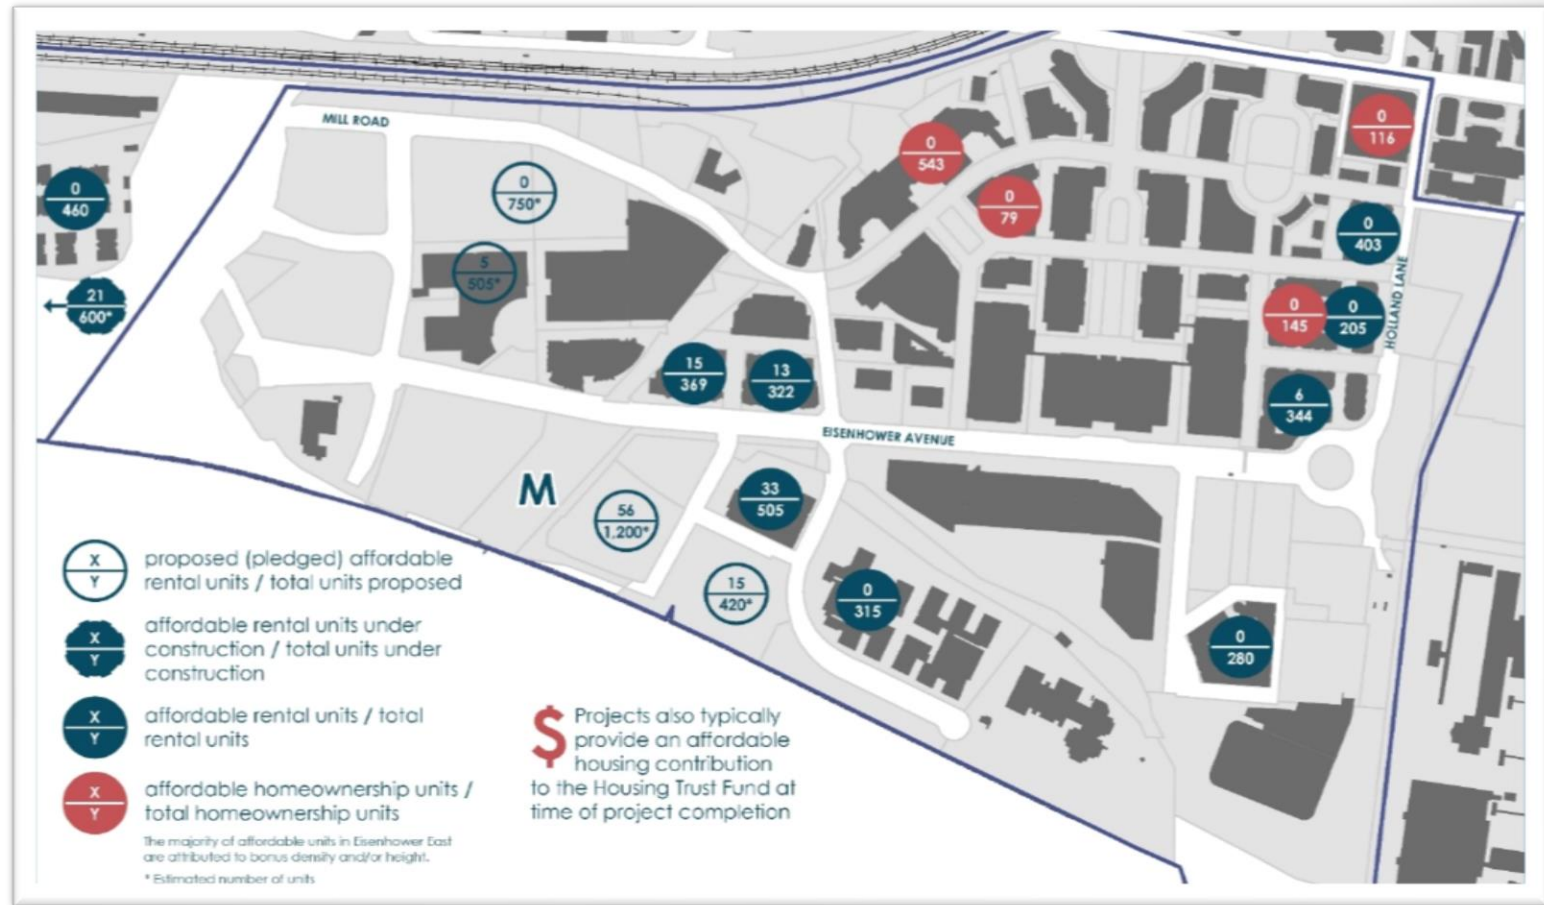 MILL ROAD
0
116
0
543
0
750*
0
460
0
79
0
403
5
505*
21
600*
HOLLAND LANE
0
145
0
205
15
369
13
322
6
344
EISENHOWER AVENUE
M
33
505
56
1,200*
15
420*
0
315
0
280
X
Y
proposed (pledged) affordable
rental units / total units proposed
X
Y
affordable rental units under
construction / total units under
construction
X
Y
affordable rental units / total
rental units
X
Y
affordable homeownership units /
total homeownership units
The majority of affordable units in Eisenhower East
are attributed to bonus density and/or height.
* Estimated number of units
$ Projects also typically
provide an affordable
housing contribution
to the Housing Trust Fund at
time of project completion